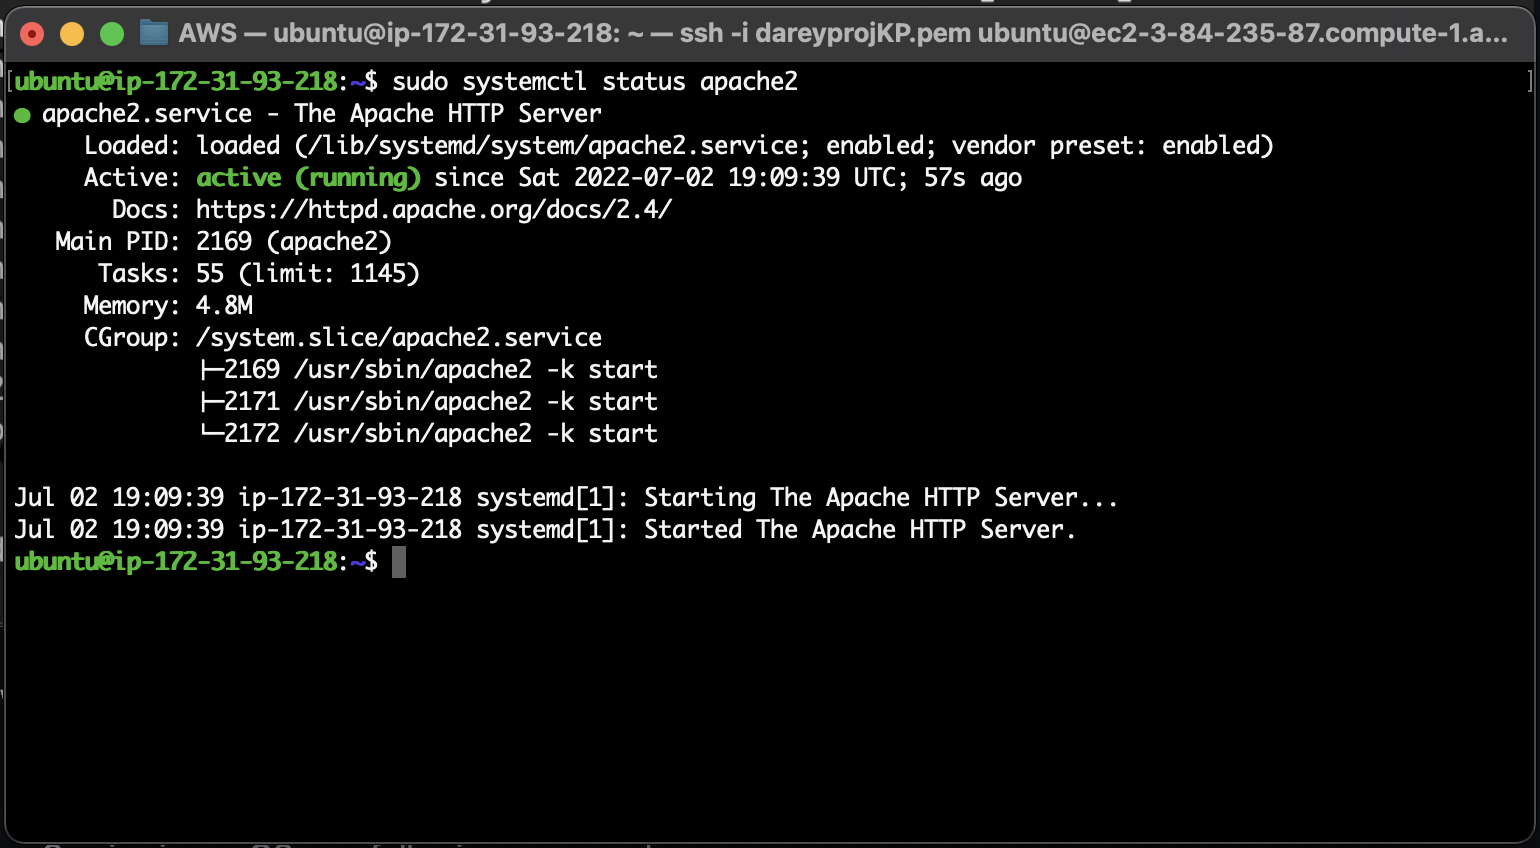 AWS — ubuntu@ip-172-31-93-218: ~ — ssh -i dareyprojKP.pem ubuntu@ec2-3-84-235-87.compute-1.a...
[ubuntu@ip-172-31-93-218:~$ sudo systemctl status apache2 ]
● apache2.service - The Apache HTTP Server
Loaded: loaded (/lib/systemd/system/apache2.service; enabled; vendor preset: enabled)
Active: active (running) since Sat 2022-07-02 19:09:39 UTC; 57s ago
Docs: https://httpd.apache.org/docs/2.4/
Main PID: 2169 (apache2)
Tasks: 55 (limit: 1145)
Memory: 4.8M
CGroup: /system.slice/apache2.service
├─2169 /usr/sbin/apache2 -k start
├─2171 /usr/sbin/apache2 -k start
└─2172 /usr/sbin/apache2 -k start
Jul 02 19:09:39 ip-172-31-93-218 systemd[1]: Starting The Apache HTTP Server...
Jul 02 19:09:39 ip-172-31-93-218 systemd[1]: Started The Apache HTTP Server.
ubuntu@ip-172-31-93-218:~$